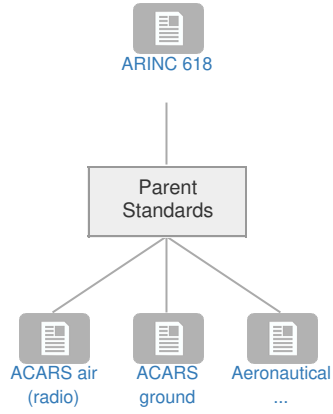 ARINC 618
Parent
Standards
ACARS air
(radio)
ACARS
ground
Aeronautical
...